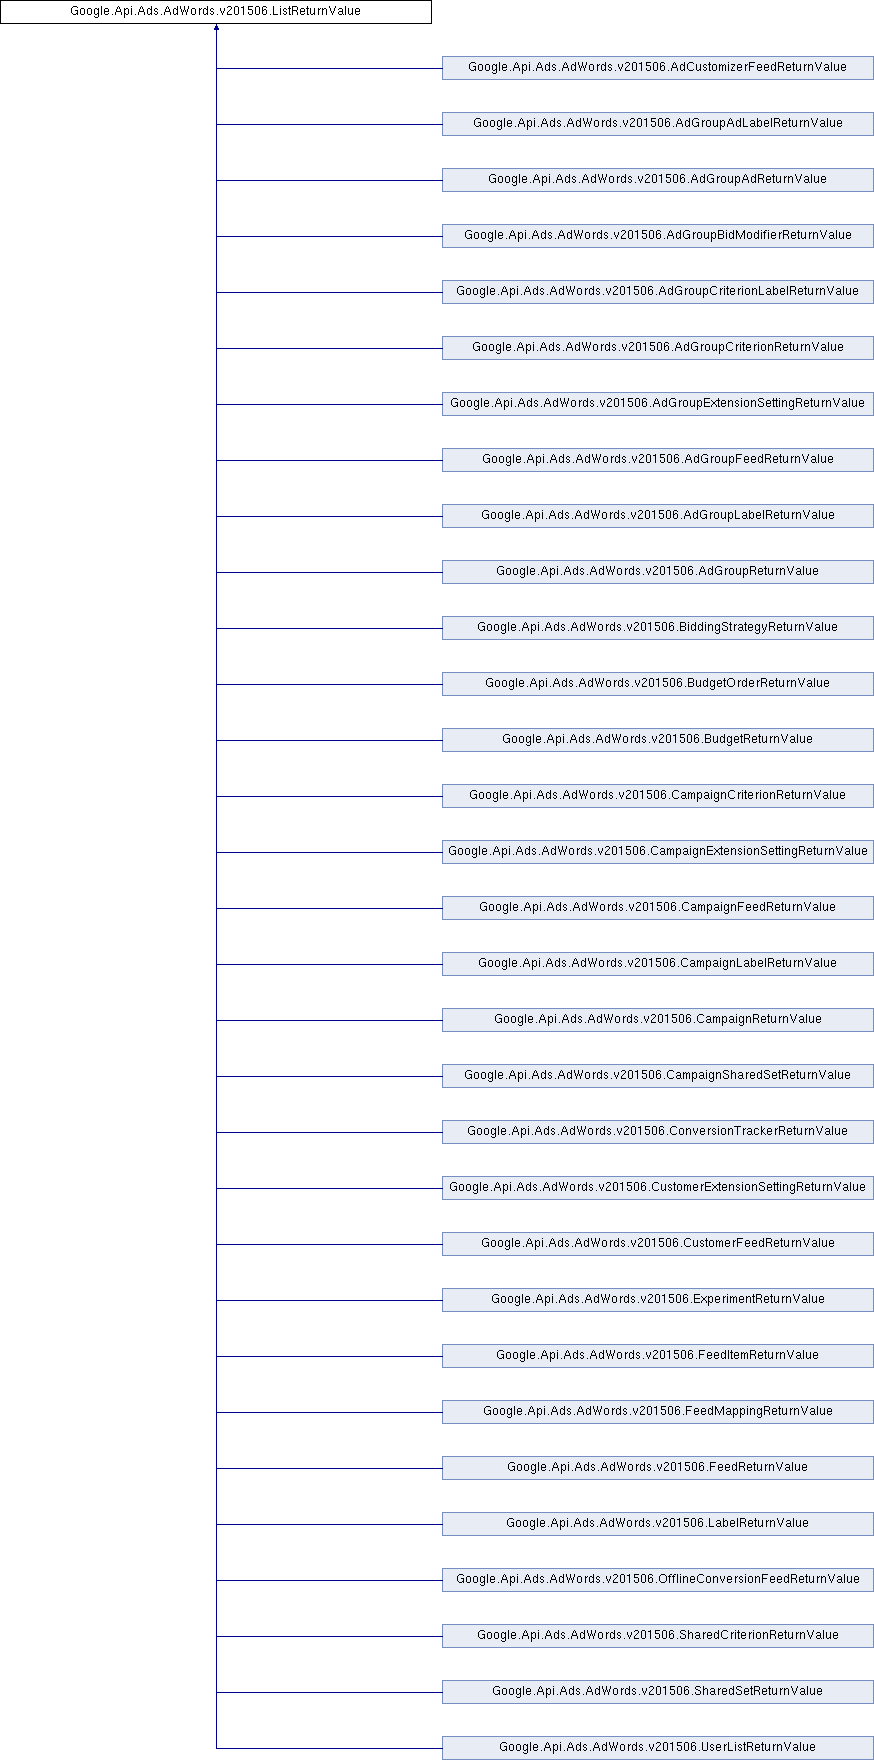 Google.Api.Ads.AdWords.v201506.ListReturnValue
Google.Api.Ads.AdWords.v201506.AdCustomizerFeedReturnValue
Google.Api.Ads.AdWords.v201506.AdGroupAdLabelReturnValue
Google.Api.Ads.AdWords.v201506.AdGroupAdReturnValue
Google.Api.Ads.AdWords.v201506.AdGroupBidModifierReturnValue
Google.Api.Ads.AdWords.v201506.AdGroupCriterionLabelReturnValue
Google.Api.Ads.AdWords.v201506.AdGroupCriterionReturnValue
Google.Api.Ads.AdWords.v201506.AdGroupExtensionSettingReturnValue
Google.Api.Ads.AdWords.v201506.AdGroupFeedReturnValue
Google.Api.Ads.AdWords.v201506.AdGroupLabelReturnValue
Google.Api.Ads.AdWords.v201506.AdGroupReturnValue
Google.Api.Ads.AdWords.v201506.BiddingStrategyReturnValue
Google.Api.Ads.AdWords.v201506.BudgetOrderReturnValue
Google.Api.Ads.AdWords.v201506.BudgetReturnValue
Google.Api.Ads.AdWords.v201506.CampaignCriterionReturnValue
Google.Api.Ads.AdWords.v201506.CampaignExtensionSettingReturnValue
Google.Api.Ads.AdWords.v201506.CampaignFeedReturnValue
Google.Api.Ads.AdWords.v201506.CampaignLabelReturnValue
Google.Api.Ads.AdWords.v201506.CampaignReturnValue
Google.Api.Ads.AdWords.v201506.CampaignSharedSetReturnValue
Google.Api.Ads.AdWords.v201506.ConversionTrackerReturnValue
Google.Api.Ads.AdWords.v201506.CustomerExtensionSettingReturnValue
Google.Api.Ads.AdWords.v201506.CustomerFeedReturnValue
Google.Api.Ads.AdWords.v201506.ExperimentReturnValue
Google.Api.Ads.AdWords.v201506.FeedItemReturnValue
Google.Api.Ads.AdWords.v201506.FeedMappingReturnValue
Google.Api.Ads.AdWords.v201506.FeedReturnValue
Google.Api.Ads.AdWords.v201506.LabelReturnValue
Google.Api.Ads.AdWords.v201506.OfflineConversionFeedReturnValue
Google.Api.Ads.AdWords.v201506.SharedCriterionReturnValue
Google.Api.Ads.AdWords.v201506.SharedSetReturnValue
Google.Api.Ads.AdWords.v201506.UserListReturnValue